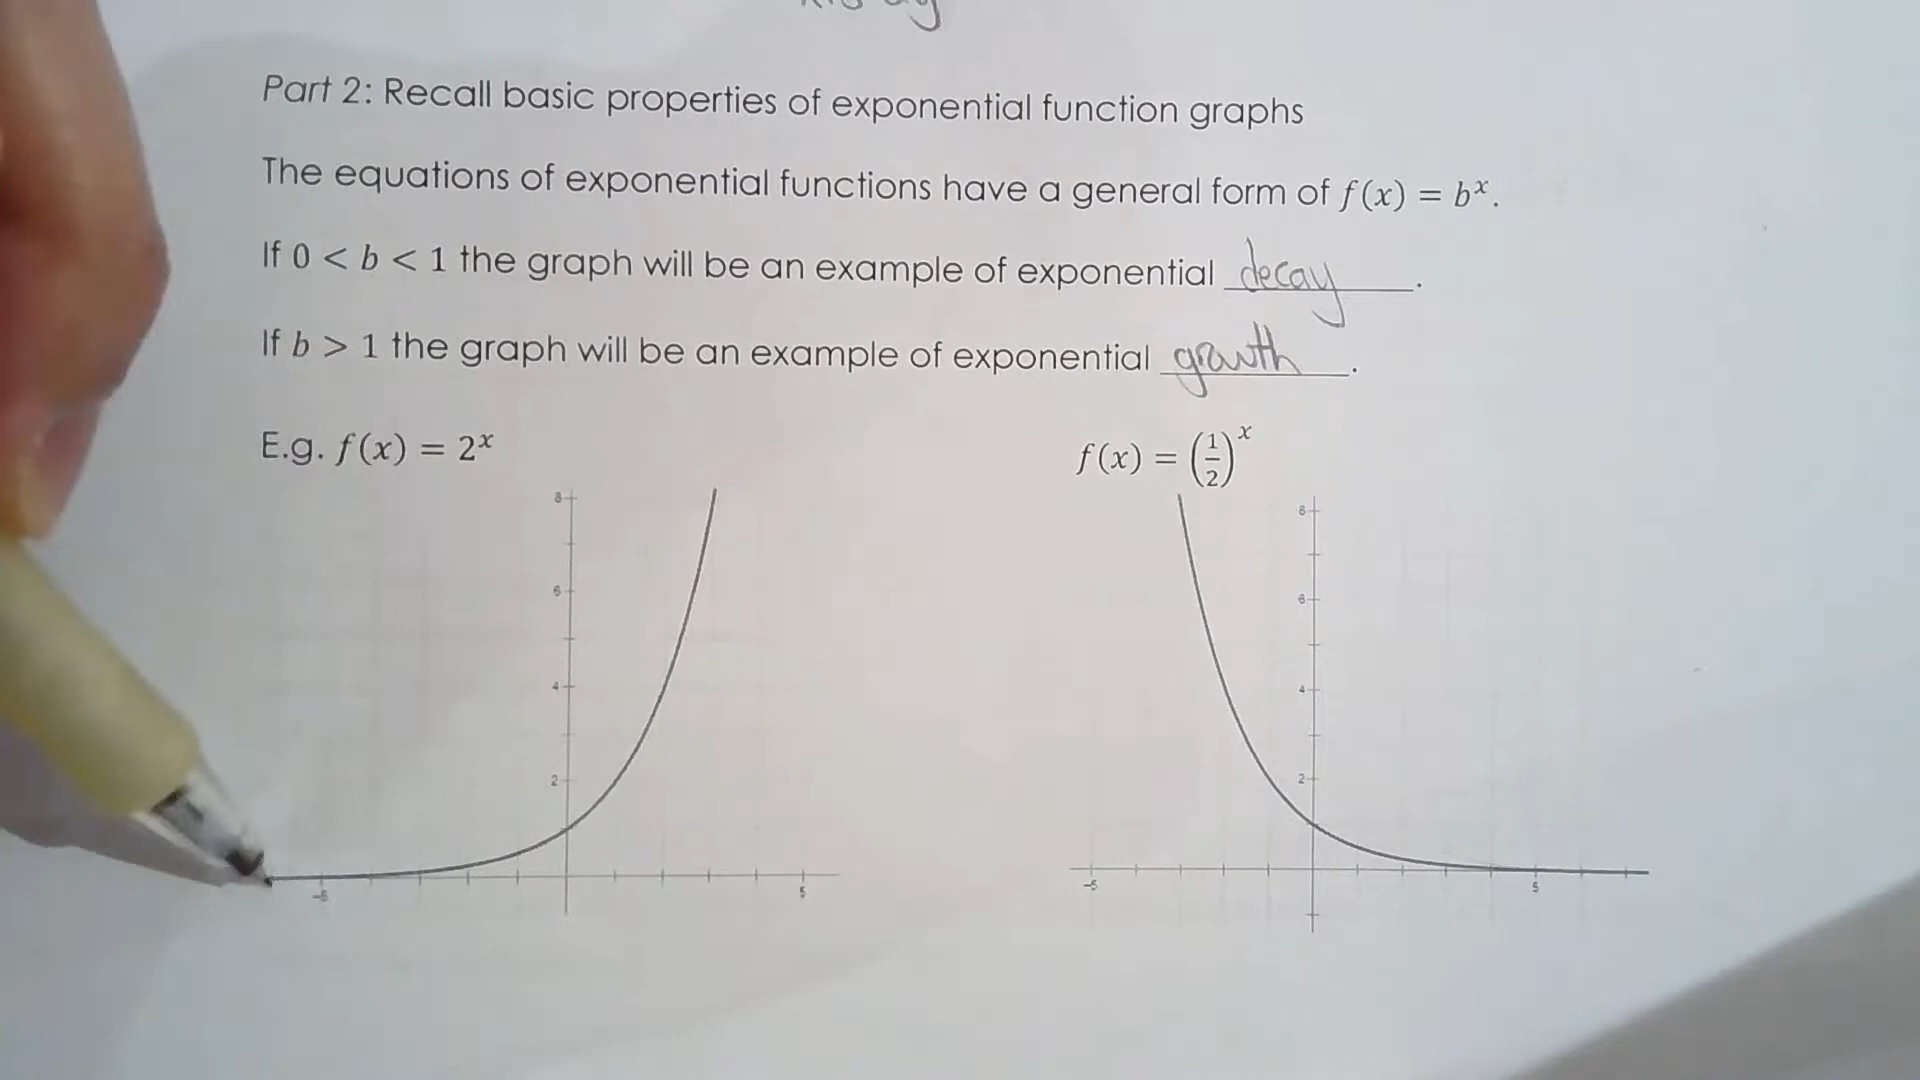 Part 2: Recall basic properties of exponential function graphs
The equations of exponential functions have a general form of f(x) = bˣ.
If 0 < b < 1 the graph will be an example of exponential decay.
If b > 1 the graph will be an example of exponential growth.
E.g. f(x) = 2ˣ
f(x) = (1/2)ˣ
8
6
4
2
-5 5
8
6
4
2
-5 5